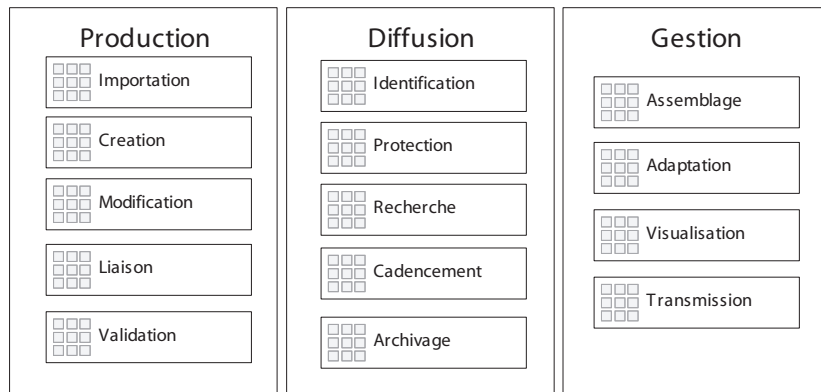 Production
Importation
Creation
Modification
Liaison
Validation
Diffusion
Identification
Protection
Recherche
Cadencement
Archivage
Gestion
Assemblage
Adaptation
Visualisation
Transmission